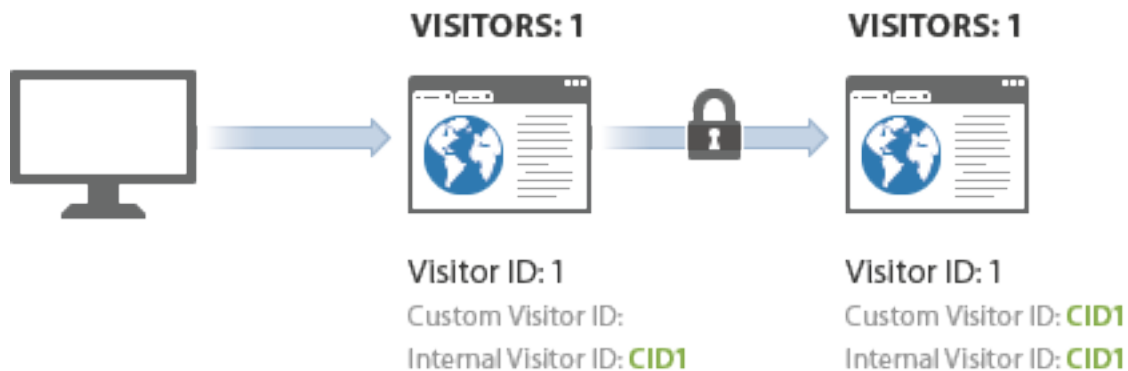 VISITORS: 1
VISITORS: 1
Visitor ID: 1
Custom Visitor ID:
Internal Visitor ID: CID1
Visitor ID: 1
Custom Visitor ID: CID1
Internal Visitor ID: CID1